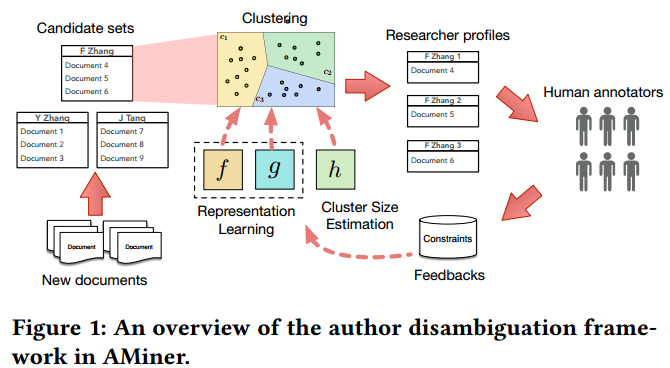 Candidate sets
F Zhang
Document 4
Document 5
Document 6
Y Zhang
Document 1
Document 2
Document 3
J Tang
Document 7
Document 8
Document 9
Document
Document
New documents
Clustering
c1
c2
c3
f
g
h
Representation
Learning
Cluster Size
Estimation
Researcher profiles
F Zhang 1
Document 4
F Zhang 2
Document 5
F Zhang 3
Document 6
Human annotators
Constraints
Feedbacks
Figure 1: An overview of the author disambiguation frame-
work in AMiner.